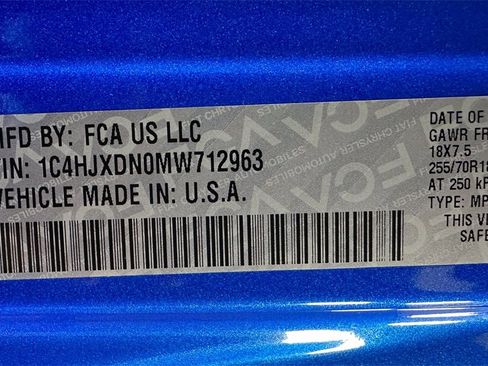 MFD BY: FCA US LLC
VIN: 1C4HJXDN0MW712963
VEHICLE MADE IN: U.S.A.
DATE OF
GAWR FR
18X7.5
255/70R18
AT 250 kP
TYPE: MP
THIS VE
SAFE